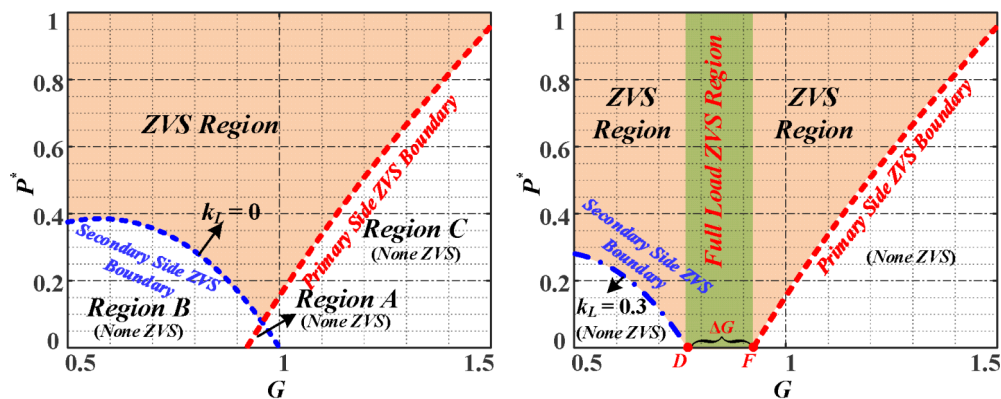 1
0.8
0.6
0.4
0.2
0
P*
ZVS Region
k_L = 0
Secondary Side ZVS
Boundary
Primary Side ZVS Boundary
Region C
(None ZVS)
Region A
(None ZVS)
Region B
(None ZVS)
0.5
1
1.5
G
1
0.8
0.6
0.4
0.2
0
P*
ZVS
Region
Full Load ZVS Region
ZVS
Region
Primary Side ZVS Boundary
Secondary Side ZVS
Boundary
(None ZVS)
k_L = 0.3
(None ZVS)
ΔG
0.5
D
F
1
1.5
G